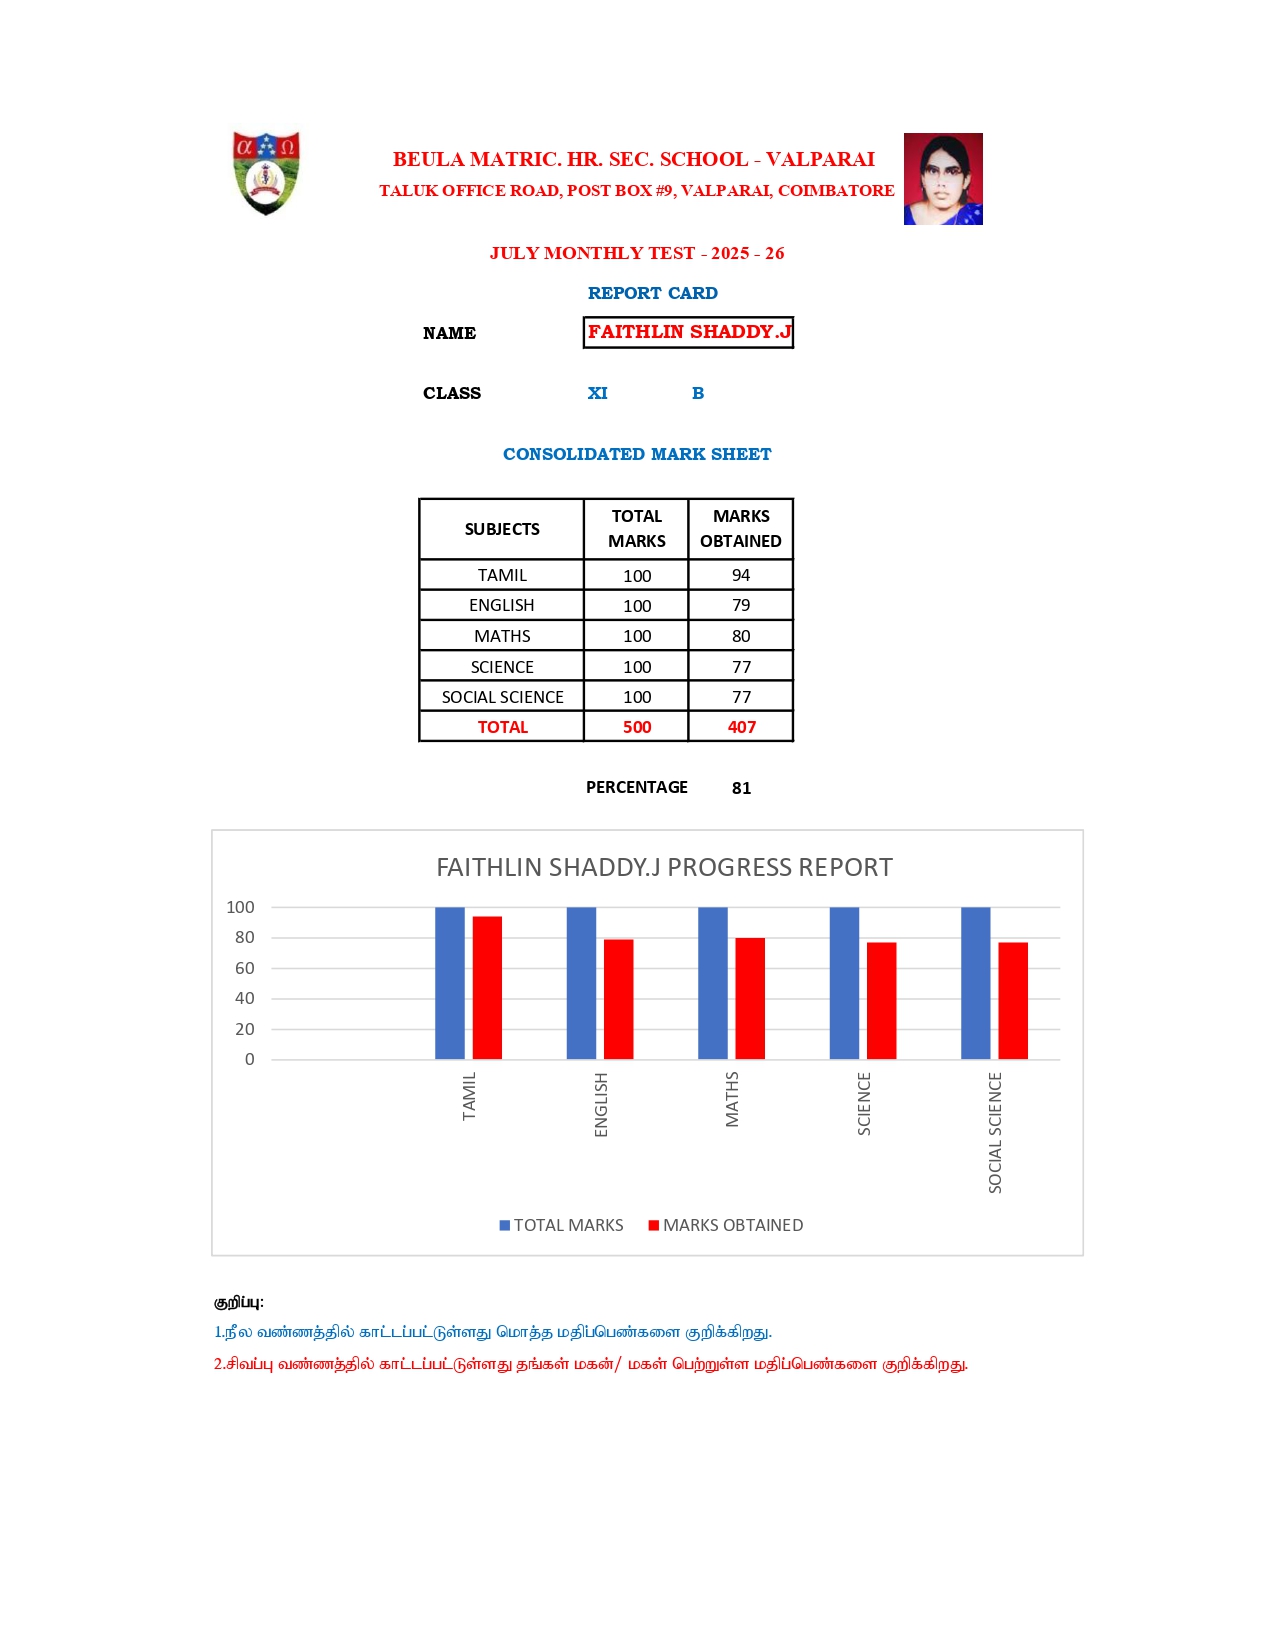 α Ω
BEULA MATRIC. HR. SEC. SCHOOL - VALPARAI
TALUK OFFICE ROAD, POST BOX #9, VALPARAI, COIMBATORE
JULY MONTHLY TEST - 2025 - 26
REPORT CARD
NAME FAITHLIN SHADDY.J
CLASS XI B
CONSOLIDATED MARK SHEET
SUBJECTS TOTAL MARKS MARKS OBTAINED
TAMIL 100 94
ENGLISH 100 79
MATHS 100 80
SCIENCE 100 77
SOCIAL SCIENCE 100 77
TOTAL 500 407
PERCENTAGE 81
FAITHLIN SHADDY.J PROGRESS REPORT
100
80
60
40
20
0
TAMIL ENGLISH MATHS SCIENCE SOCIAL SCIENCE
TOTAL MARKS MARKS OBTAINED
குறிப்பு:
1.நீல வண்ணத்தில் காட்டப்பட்டுள்ளது மொத்த மதிப்பெண்களை குறிக்கிறது.
2.சிவப்பு வண்ணத்தில் காட்டப்பட்டுள்ளது தங்கள் மகன்/ மகள் பெற்றுள்ள மதிப்பெண்களை குறிக்கிறது.